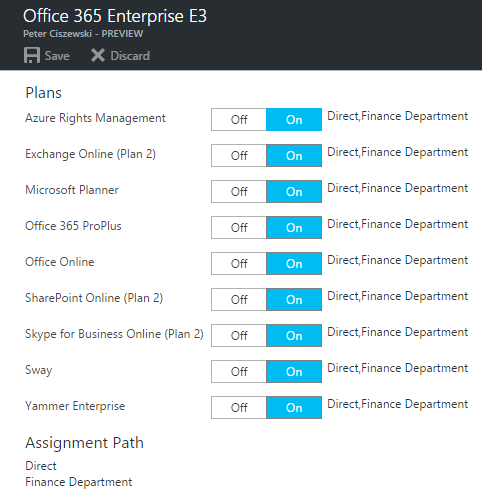 Office 365 Enterprise E3
Peter Ciszewski - PREVIEW
Save Discard
Plans
Azure Rights Management Off On Direct,Finance Department
Exchange Online (Plan 2) Off On Direct,Finance Department
Microsoft Planner Off On Direct,Finance Department
Office 365 ProPlus Off On Direct,Finance Department
Office Online Off On Direct,Finance Department
SharePoint Online (Plan 2) Off On Direct,Finance Department
Skype for Business Online (Plan 2) Off On Direct,Finance Department
Sway Off On Direct,Finance Department
Yammer Enterprise Off On Direct,Finance Department
Assignment Path
Direct
Finance Department